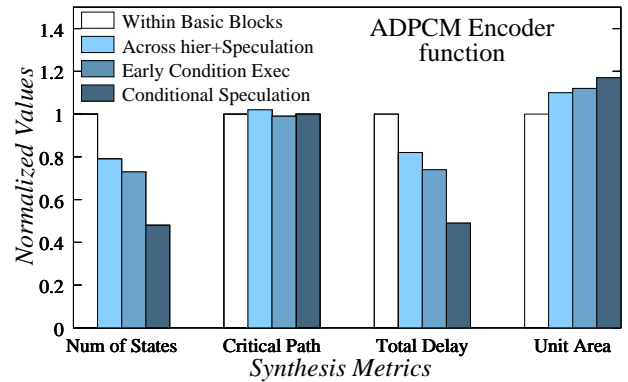 ADPCM Encoder
function
Within Basic Blocks
Across hier+Speculation
Early Condition Exec
Conditional Speculation
Normalized Values
1.4
1.2
1
0.8
0.6
0.4
0.2
0
Num of States
Critical Path
Total Delay
Unit Area
Synthesis Metrics